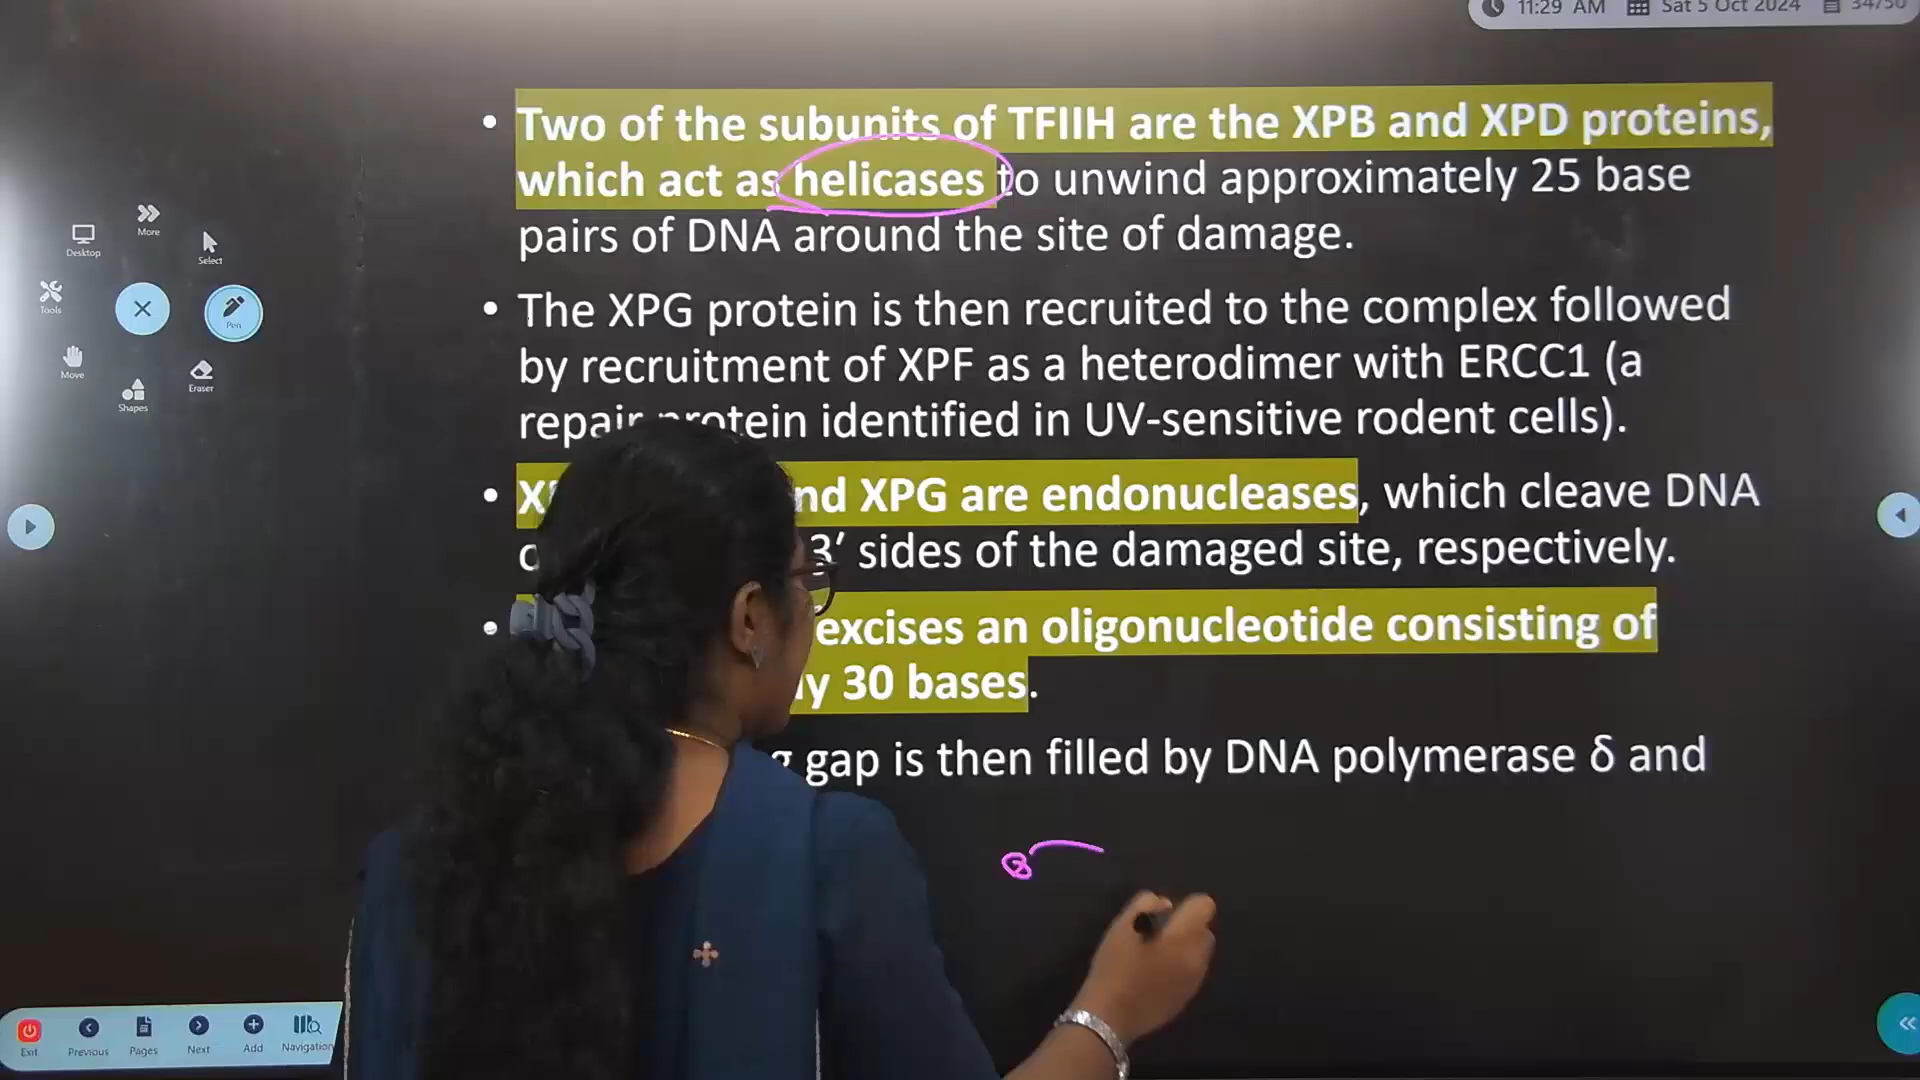 11:29 AM Sat 5 Oct 2024 34/50
• Two of the subunits of TFIIH are the XPB and XPD proteins,
which act as helicases to unwind approximately 25 base
pairs of DNA around the site of damage.
• The XPG protein is then recruited to the complex followed
by recruitment of XPF as a heterodimer with ERCC1 (a
repair protein identified in UV-sensitive rodent cells).
• XPG are endonucleases, which cleave DNA
3′ sides of the damaged site, respectively.
• excises an oligonucleotide consisting of
30 bases.
gap is then filled by DNA polymerase δ and
More
Desktop
Select
Tools
Pen
Move
Eraser
Shapes
Exit Previous Pages Next Add Navigation